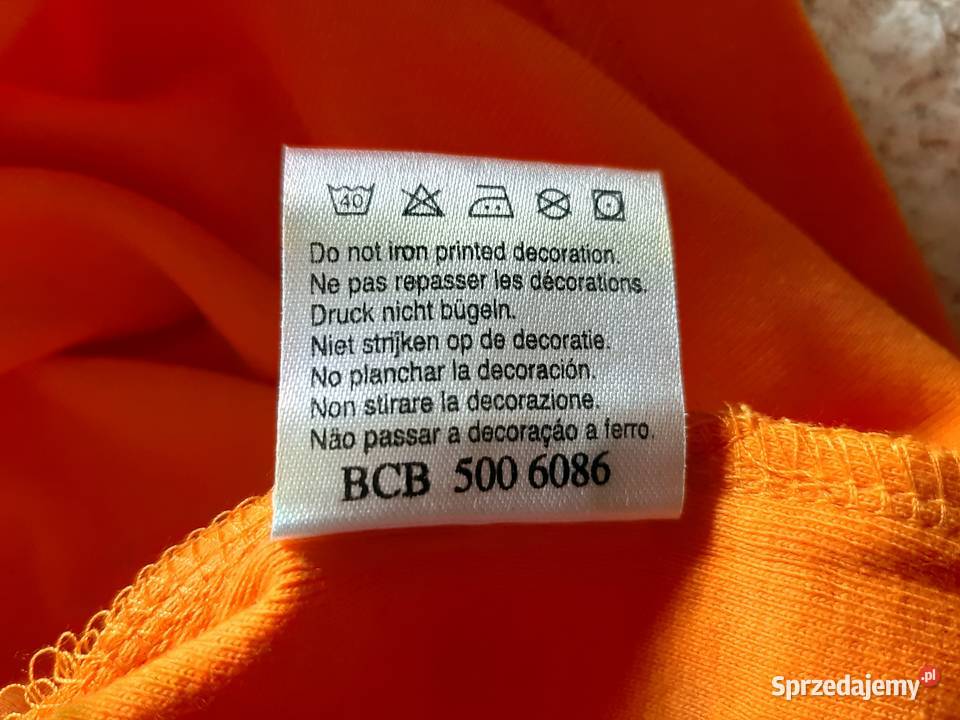 40
Do not iron printed decoration.
Ne pas repasser les décorations.
Druck nicht bügeln.
Niet strijken op de decoratie.
No planchar la decoración.
Non stirare la decorazione.
Não passar a decoração a ferro.
BCB 500 6086
Sprzedajemy.pl